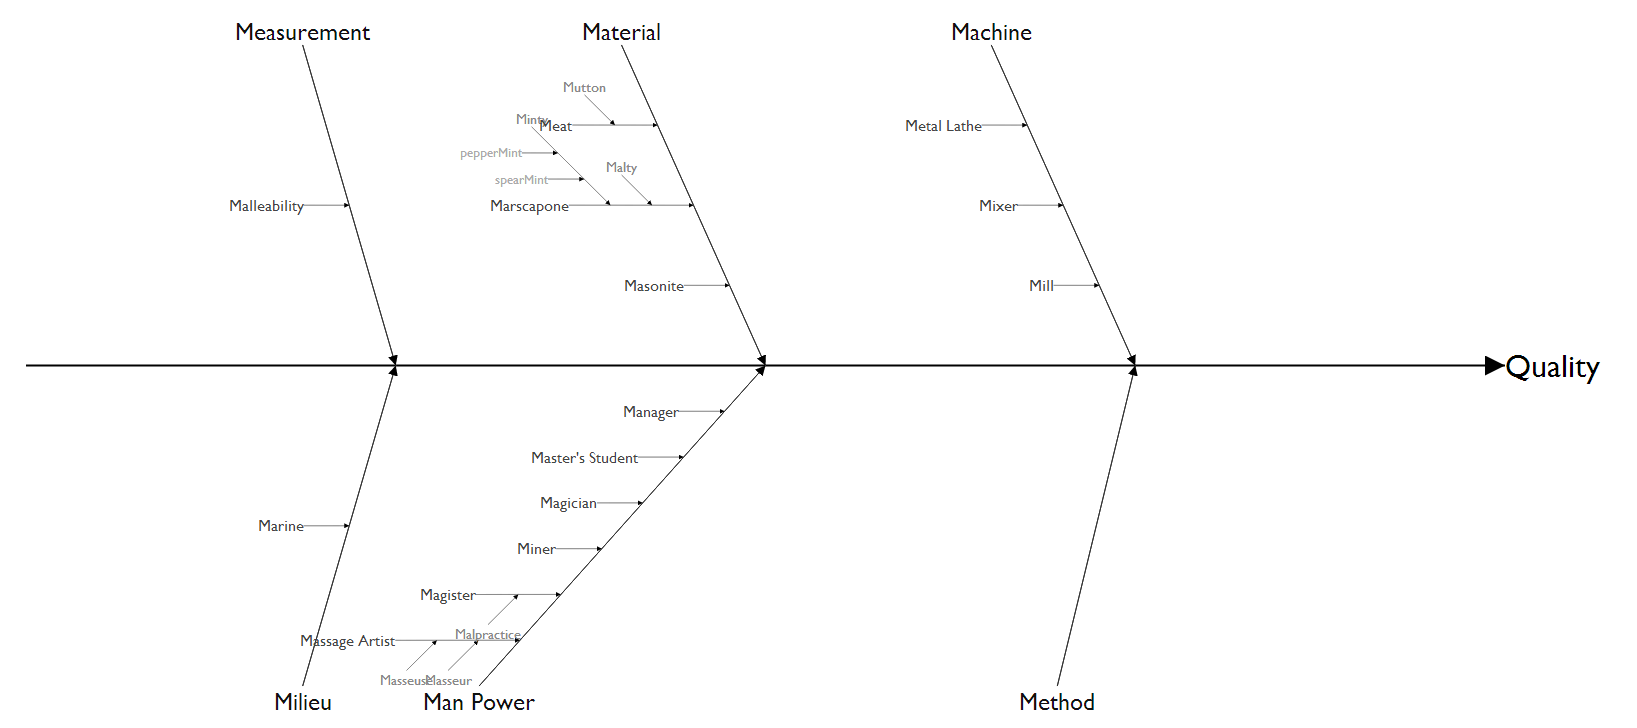 Measurement
Material
Machine
Mutton
Minty
Meat
Metal Lathe
pepperMint
Malty
spearMint
Malleability
Marscapone
Mixer
Masonite
Mill
Quality
Manager
Master's Student
Magician
Marine
Miner
Magister
Malpractice
Massage Artist
Masseuse
Masseur
Milieu
Man Power
Method